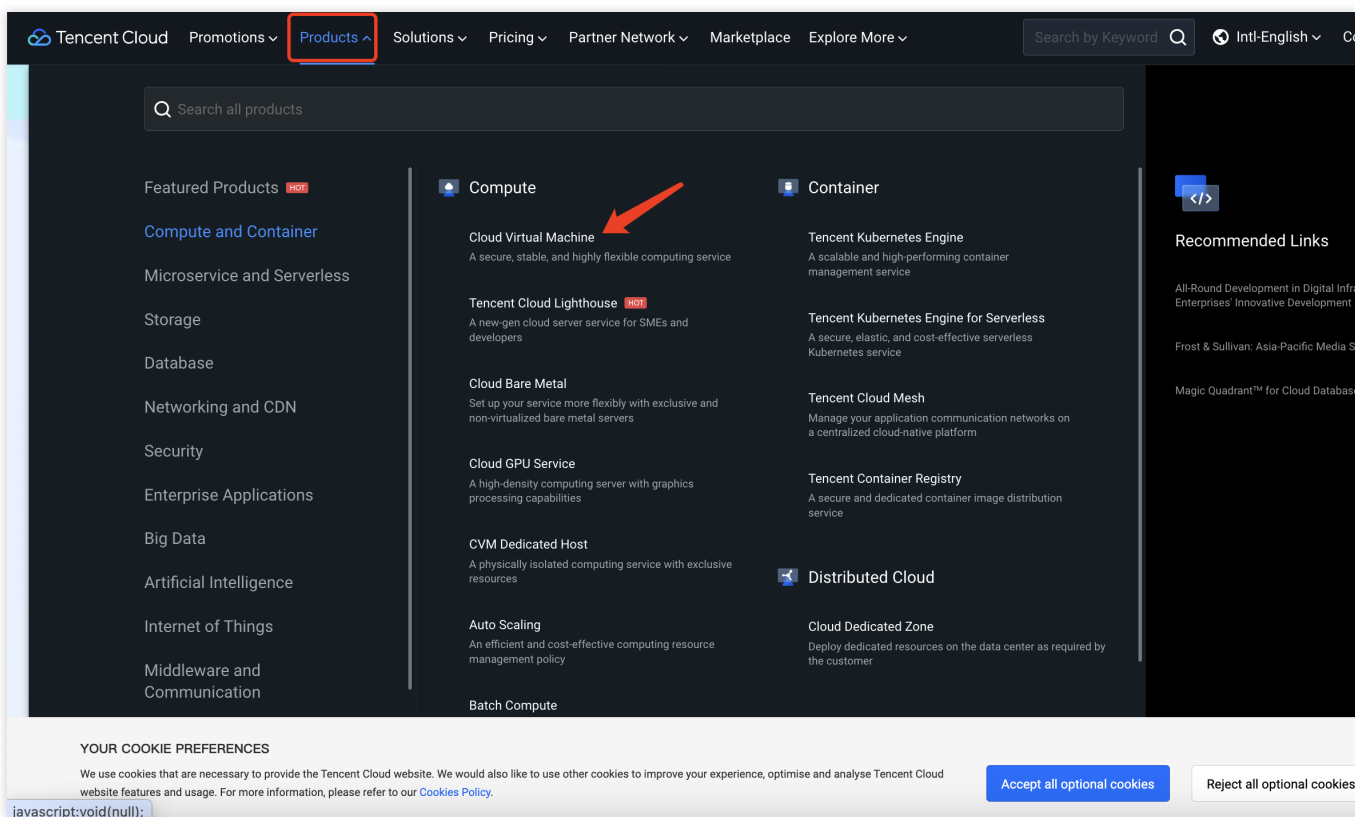 Tencent Cloud Promotions Products Solutions Pricing Partner Network Marketplace Explore More Search by Keyword Intl-English
Search all products
Featured Products HOT
Compute and Container
Microservice and Serverless
Storage
Database
Networking and CDN
Security
Enterprise Applications
Big Data
Artificial Intelligence
Internet of Things
Middleware and
Communication
Compute
Cloud Virtual Machine
A secure, stable, and highly flexible computing service
Tencent Cloud Lighthouse HOT
A new-gen cloud server service for SMEs and
developers
Cloud Bare Metal
Set up your service more flexibly with exclusive and
non-virtualized bare metal servers
Cloud GPU Service
A high-density computing server with graphics
processing capabilities
CVM Dedicated Host
A physically isolated computing service with exclusive
resources
Auto Scaling
An efficient and cost-effective computing resource
management policy
Batch Compute
Container
Tencent Kubernetes Engine
A scalable and high-performing container
management service
Tencent Kubernetes Engine for Serverless
A secure, elastic, and cost-effective serverless
Kubernetes service
Tencent Cloud Mesh
Manage your application communication networks on
a centralized cloud-native platform
Tencent Container Registry
A secure and dedicated container image distribution
service
Distributed Cloud
Cloud Dedicated Zone
Deploy dedicated resources on the data center as required by
the customer
</>
Recommended Links
All-Round Development in Digital
Enterprises' Innovative Development
Frost & Sullivan: Asia-Pacific Media
Magic Quadrant™ for Cloud
YOUR COOKIE PREFERENCES
We use cookies that are necessary to provide the Tencent Cloud website. We would also like to use other cookies to improve your experience, optimise and analyse Tencent Cloud
website features and usage. For more information, please refer to our Cookies Policy.
Accept all optional cookies
Reject all optional cookies
javascript:void(null);